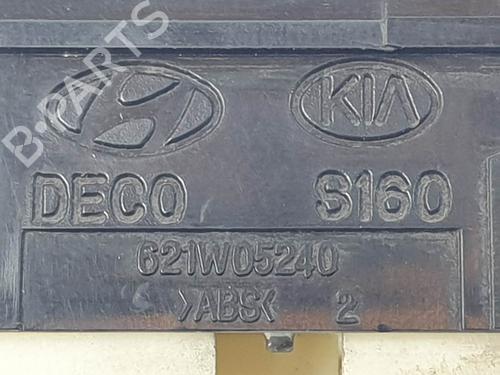 B-PARTS
KIA
DECO S160
621W05240
>ABS< 2